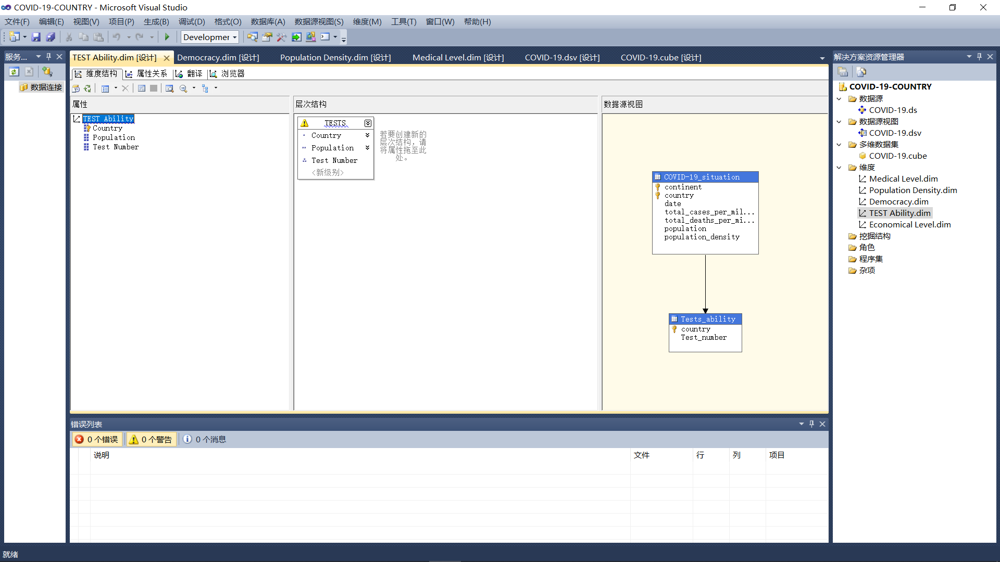 COVID-19-COUNTRY - Microsoft Visual Studio
文件(F) 编辑(E) 视图(V) 项目(P) 生成(B) 调试(D) 格式(O) 数据库(A) 数据源视图(S) 维度(M) 工具(T) 窗口(W) 帮助(H)
Developmer
服务...
数据连接
TEST Ability.dim [设计] Democracy.dim [设计] Population Density.dim [设计] Medical Level.dim [设计] COVID-19.dsv [设计] COVID-19.cube [设计]
维度结构 属性关系 翻译 浏览器
属性
TEST Ability
Country
Population
Test Number
层次结构
TESTS
Country
Population
Test Number
<新级别>
若要创建新的
层次结构，请
将属性拖至此
处。
数据源视图
COVID-19_situation
continent
country
date
total_cases_per_mil...
total_deaths_per_mi...
population
population_density
Tests_ability
country
Test_number
错误列表
0 个错误 0 个警告 0 个消息
说明 文件 行 列 项目
解决方案资源管理器
COVID-19-COUNTRY
数据源
COVID-19.ds
数据源视图
COVID-19.dsv
多维数据集
COVID-19.cube
维度
Medical Level.dim
Population Density.dim
Democracy.dim
TEST Ability.dim
Economical Level.dim
挖掘结构
角色
程序集
杂项
就绪